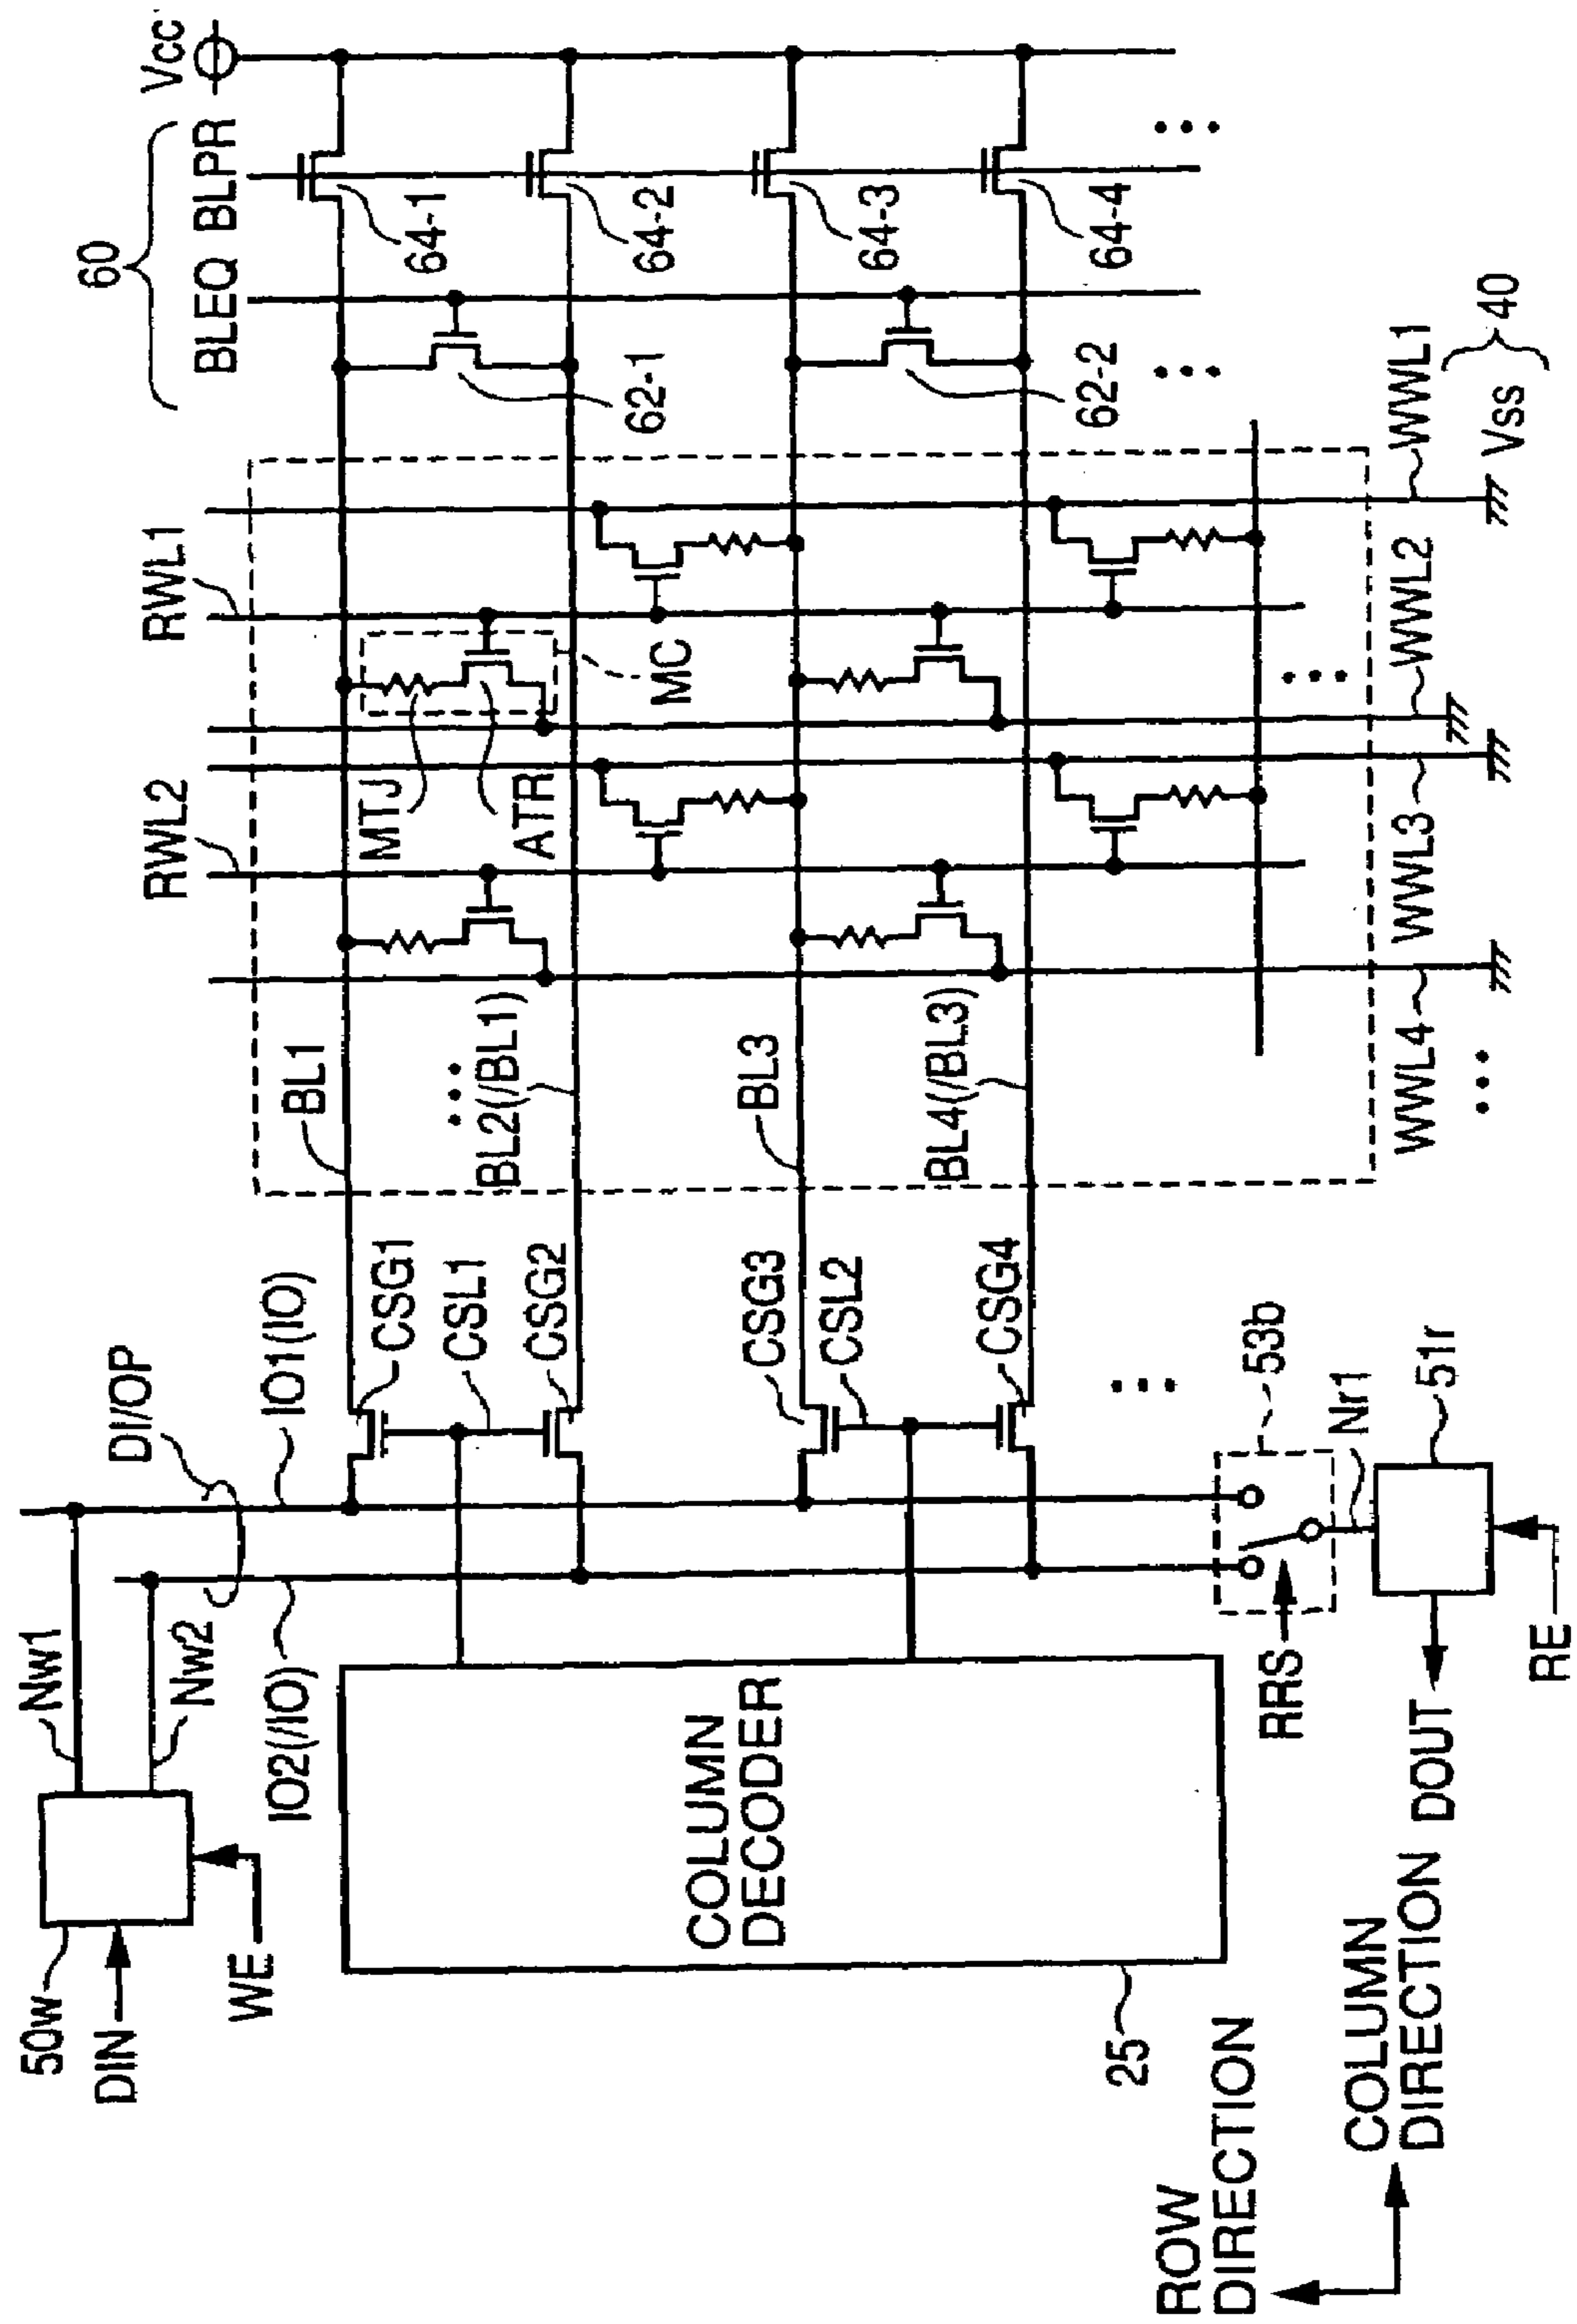 60
BLEQ BLPR Vcc
64-1
64-2
64-3
64-4
62-1
62-2
RWL1
RWL2
MC
MTJ
ATR
WWL1
WWL2
WWL3
WWL4
Vss
40
BL1
BL2(/BL1)
BL3
BL4(/BL3)
CSG1
CSL1
CSG2
CSG3
CSL2
CSG4
DI/OP
IO1(IO)
IO2(/IO)
Nw1
Nw2
50w
DIN
WE
COLUMN
DECODER
25
53b
Nr1
51r
RRS
DOUT
RE
ROW
DIRECTION
COLUMN
DIRECTION